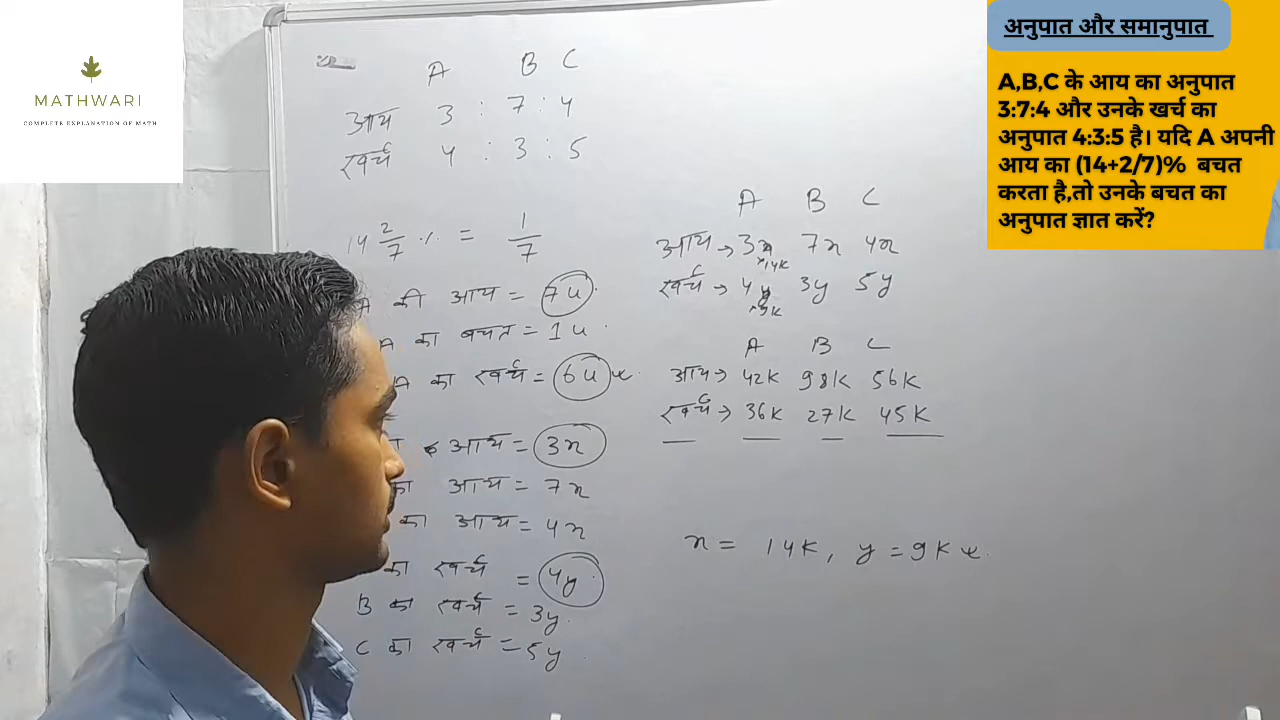 MATHWARI
COMPLETE EXPLANATION OF MATH
अनुपात और समानुपात
A,B,C के आय का अनुपात
3:7:4 और उनके खर्च का
अनुपात 4:3:5 है। यदि A अपनी
आय का (14+2/7)% बचत
करता है,तो उनके बचत का
अनुपात ज्ञात करें?
A B C
आय 3 : 7 : 4
खर्च 4 : 3 : 5
14 2/7 % = 1/7
A की आय = 7u
A का बचत = 1u
A का खर्च = 6u
आय = 3x
का आय = 7x
का आय = 4x
का खर्च = 4y
B का खर्च = 3y
C का खर्च = 5y
A B C
आय → 3x 7x 4x
×14K
खर्च → 4y 3y 5y
×9K
A B C
आय → 42K 98K 56K
खर्च → 36K 27K 45K
x = 14K, y = 9K